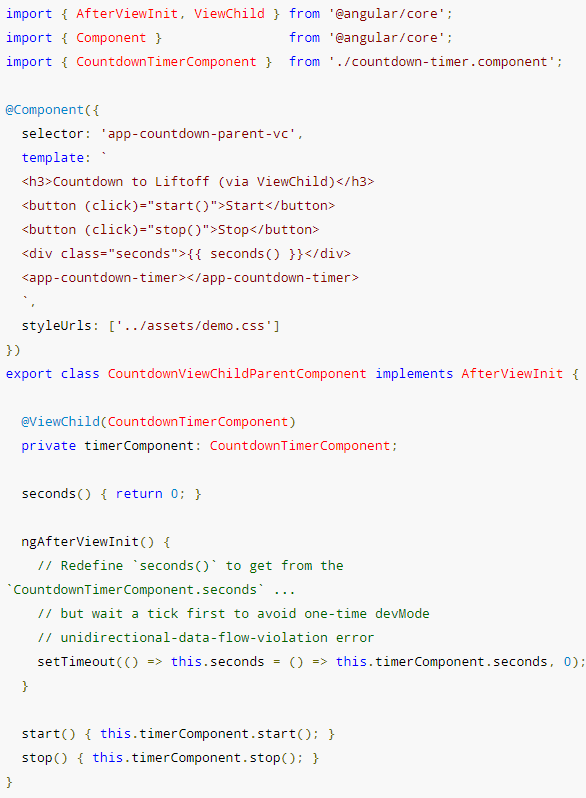 import { AfterViewInit, ViewChild } from '@angular/core';
import { Component }                from '@angular/core';
import { CountdownTimerComponent }  from './countdown-timer.component';

@Component({
  selector: 'app-countdown-parent-vc',
  template: `
  <h3>Countdown to Liftoff (via ViewChild)</h3>
  <button (click)="start()">Start</button>
  <button (click)="stop()">Stop</button>
  <div class="seconds">{{ seconds() }}</div>
  <app-countdown-timer></app-countdown-timer>
  `,
  styleUrls: ['../assets/demo.css']
})
export class CountdownViewChildParentComponent implements AfterViewInit {

  @ViewChild(CountdownTimerComponent)
  private timerComponent: CountdownTimerComponent;

  seconds() { return 0; }

  ngAfterViewInit() {
    // Redefine `seconds()` to get from the
`CountdownTimerComponent.seconds` ...
    // but wait a tick first to avoid one-time devMode
    // unidirectional-data-flow-violation error
    setTimeout(() => this.seconds = () => this.timerComponent.seconds, 0);
  }

  start() { this.timerComponent.start(); }
  stop() { this.timerComponent.stop(); }
}